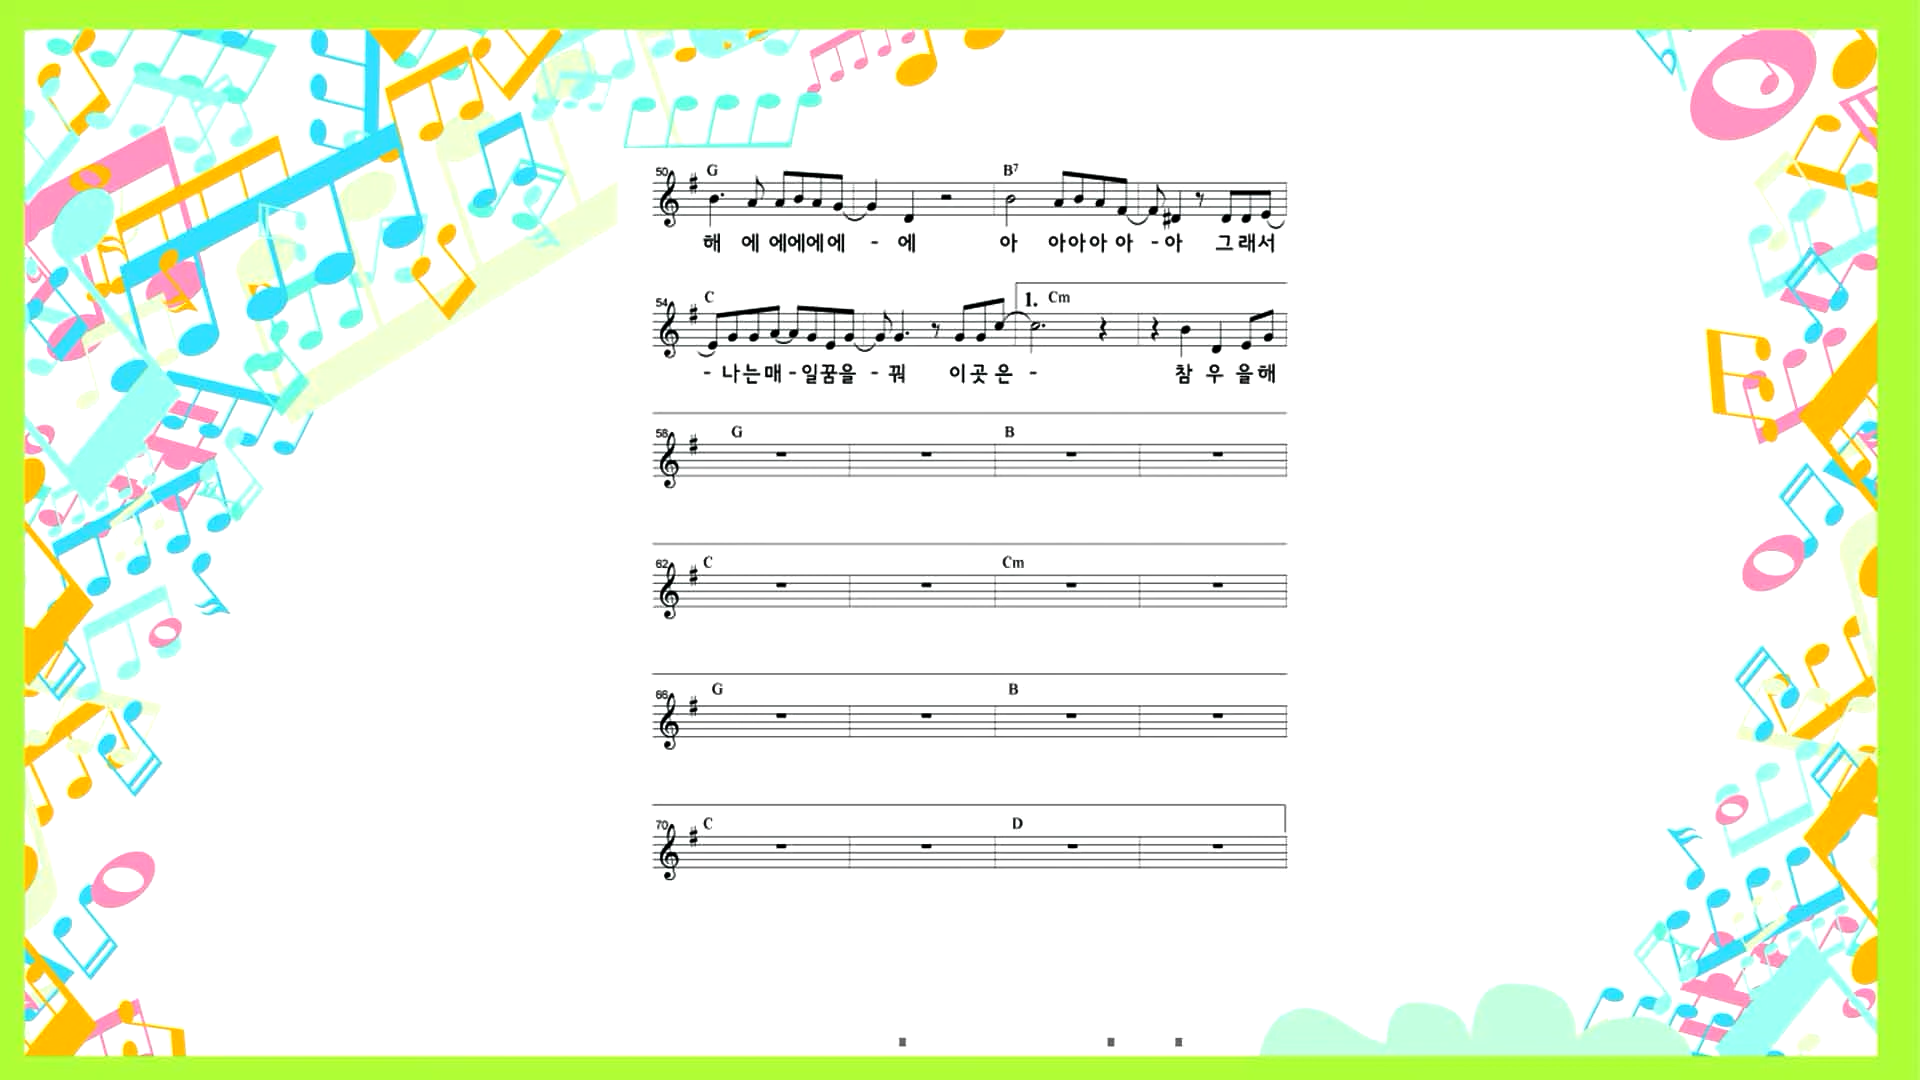 50 G B7
해 에 에에에에 - 에 아 아아아 아 - 아 그래서
54 C 1. Cm
- 나는매 - 일꿈을 - 꿔 이곳 은 - 참 우 을해
58 G B
62 C Cm
66 G B
70 C D